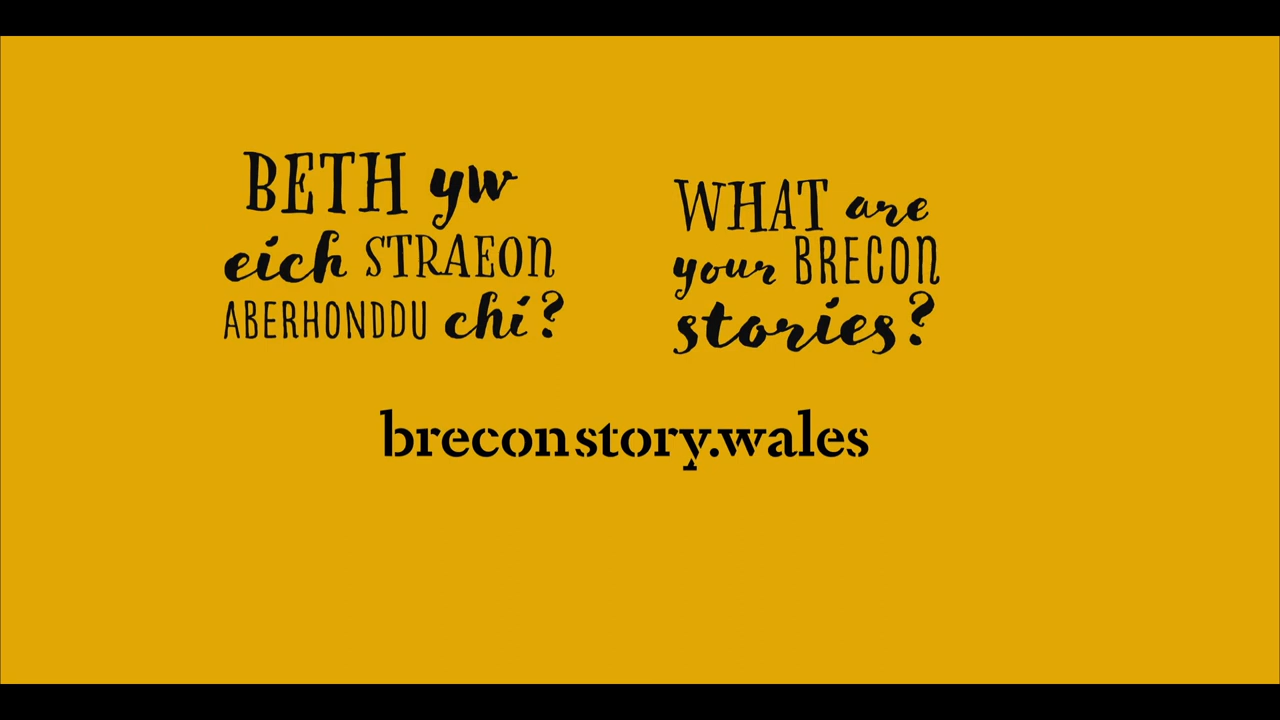 BETH yw
eich STRAEON
ABERHONDDU chi?
WHAT are
your BRECON
stories?
breconstory.wales